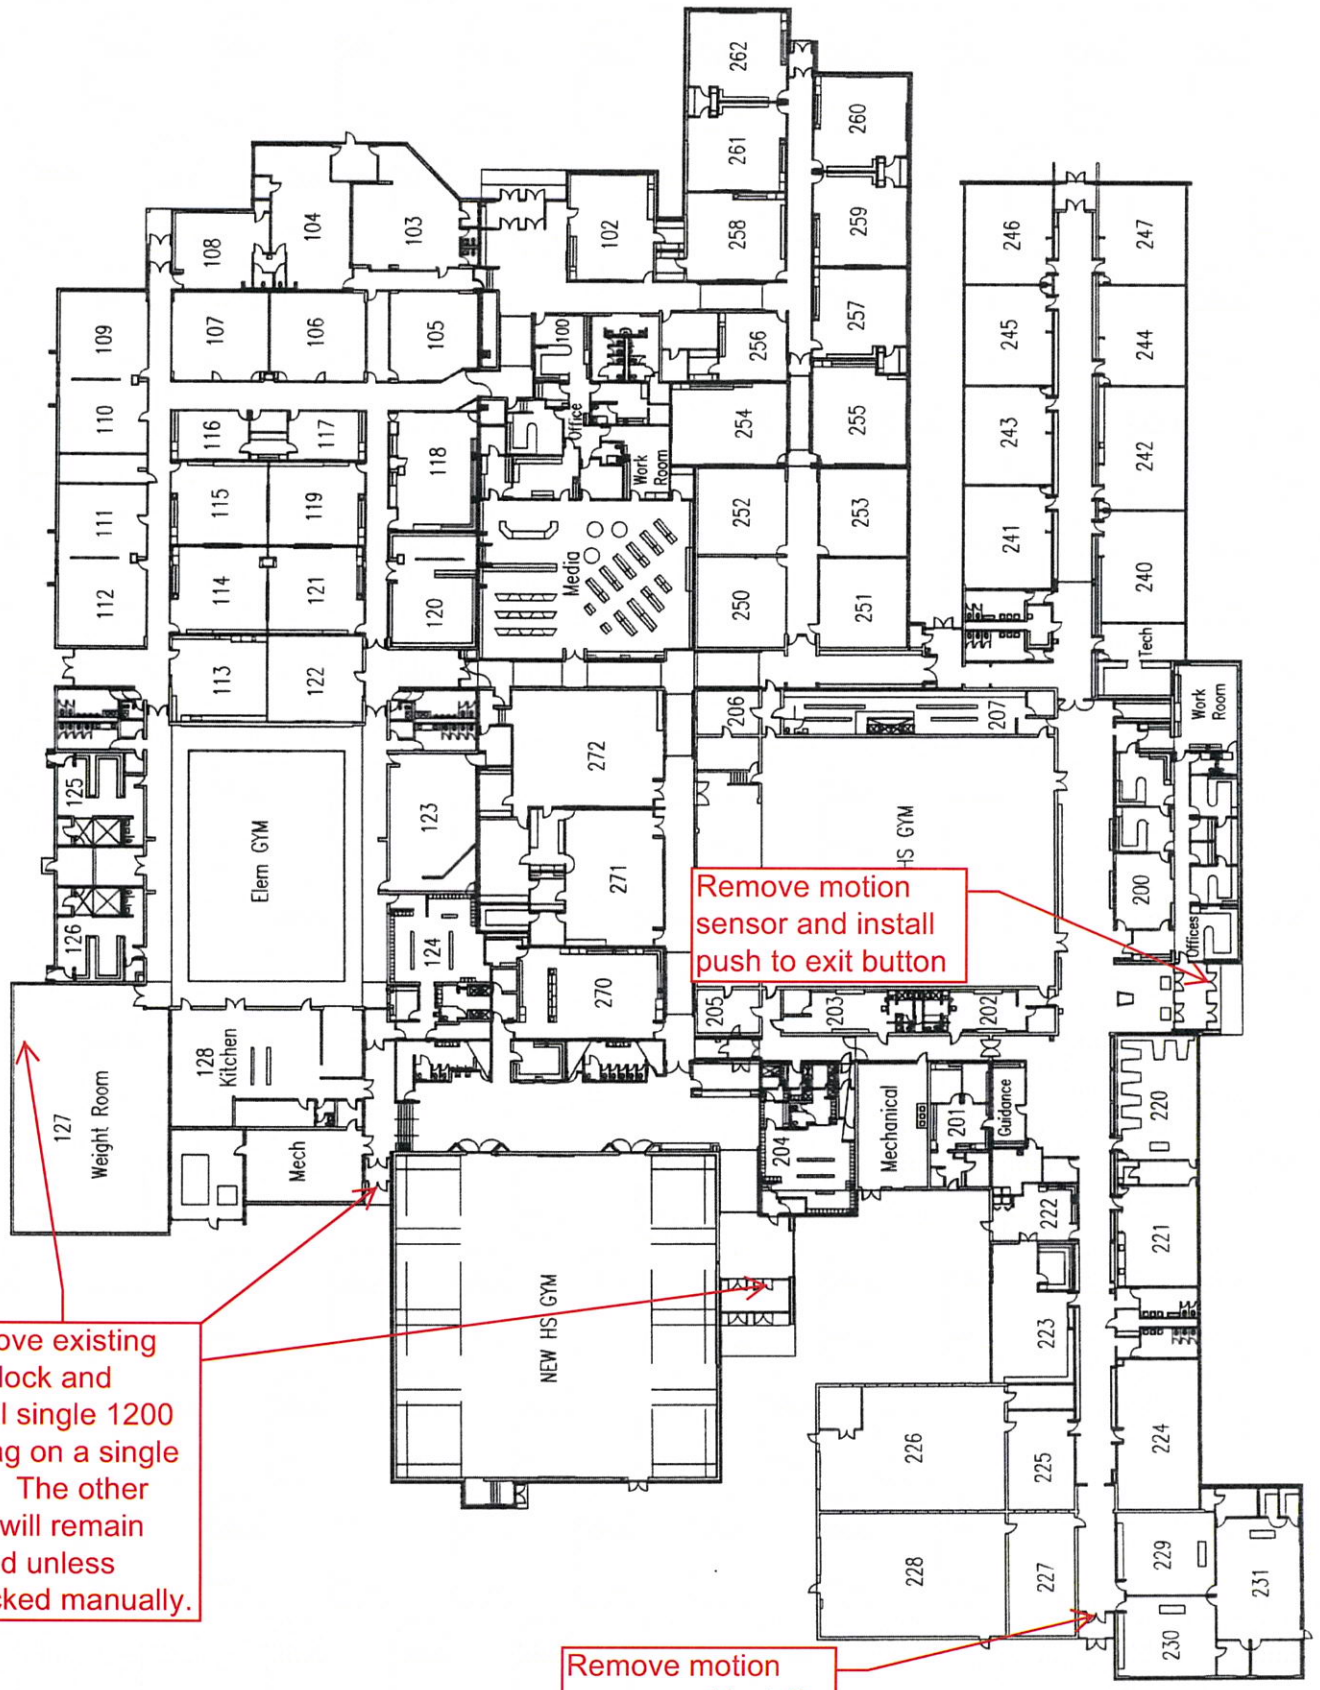 262
261
260
258
259
257
256
254
255
252
253
250
251
108
104
103
102
109
107
106
105
100
110
116
117
118
Office
Work
Room
111
115
119
112
114
121
120
Media
113
122
246
247
245
244
243
242
241
240
Tech
Work
Room
125
Elem GYM
123
272
206
207
HS GYM
126
124
271
270
200
Offices
Remove motion
sensor and install
push to exit button
205
203
202
127
Weight Room
128
Kitchen
Mech
204
Mechanical
201
Guidance
220
222
221
NEW HS GYM
223
224
226
225
228
227
229
230
231
ove existing
lock and
l single 1200
ng on a single
The other
will remain
d unless
cked manually.
Remove motion